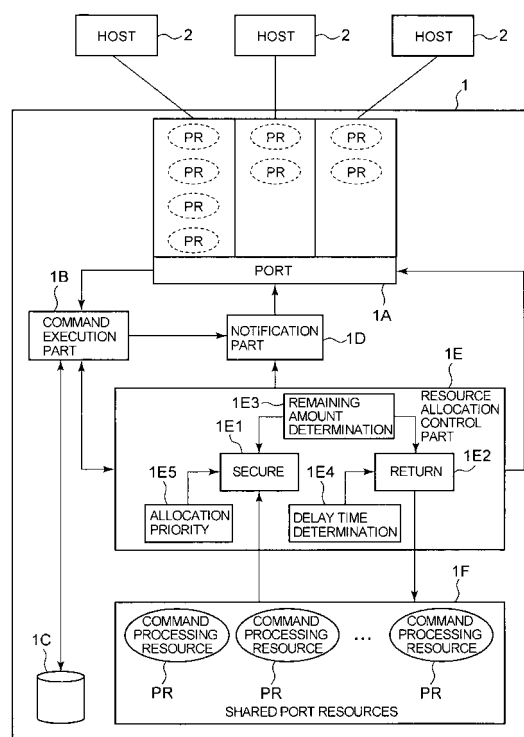 HOST 2 HOST 2 HOST 2
1
PR PR PR
PR PR PR
PR
PR
PORT
1A
1B
COMMAND
EXECUTION
PART
NOTIFICATION
PART
1D
1E
RESOURCE
ALLOCATION
CONTROL
PART
1E3
REMAINING
AMOUNT
DETERMINATION
1E1
SECURE
RETURN
1E2
1E5
ALLOCATION
PRIORITY
1E4
DELAY TIME
DETERMINATION
1F
COMMAND
PROCESSING
RESOURCE
COMMAND
PROCESSING
RESOURCE
...
COMMAND
PROCESSING
RESOURCE
PR PR PR
SHARED PORT RESOURCES
1C